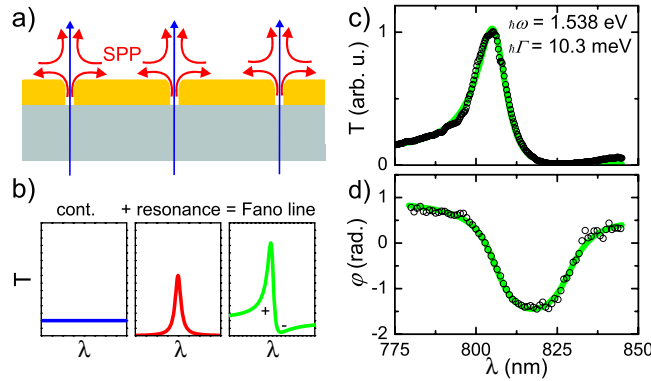 a)
SPP
b)
cont. + resonance = Fano line
T
+
-
λ λ λ
c)
ħω = 1.538 eV
ħΓ = 10.3 meV
T (arb. u.)
1
0
d)
φ (rad.)
1
0
-1
-2
775 800 825 850
λ (nm)